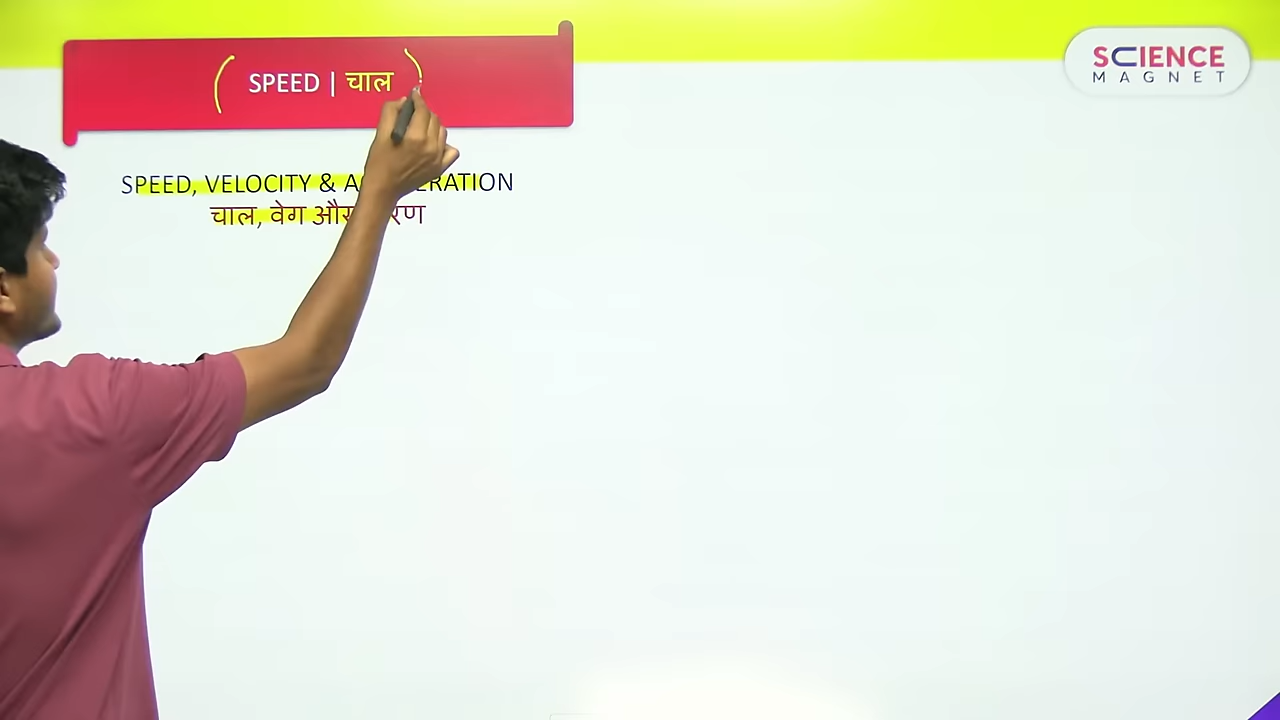 SPEED | चाल
SCIENCE
MAGNET
SPEED, VELOCITY &
चाल, वेग